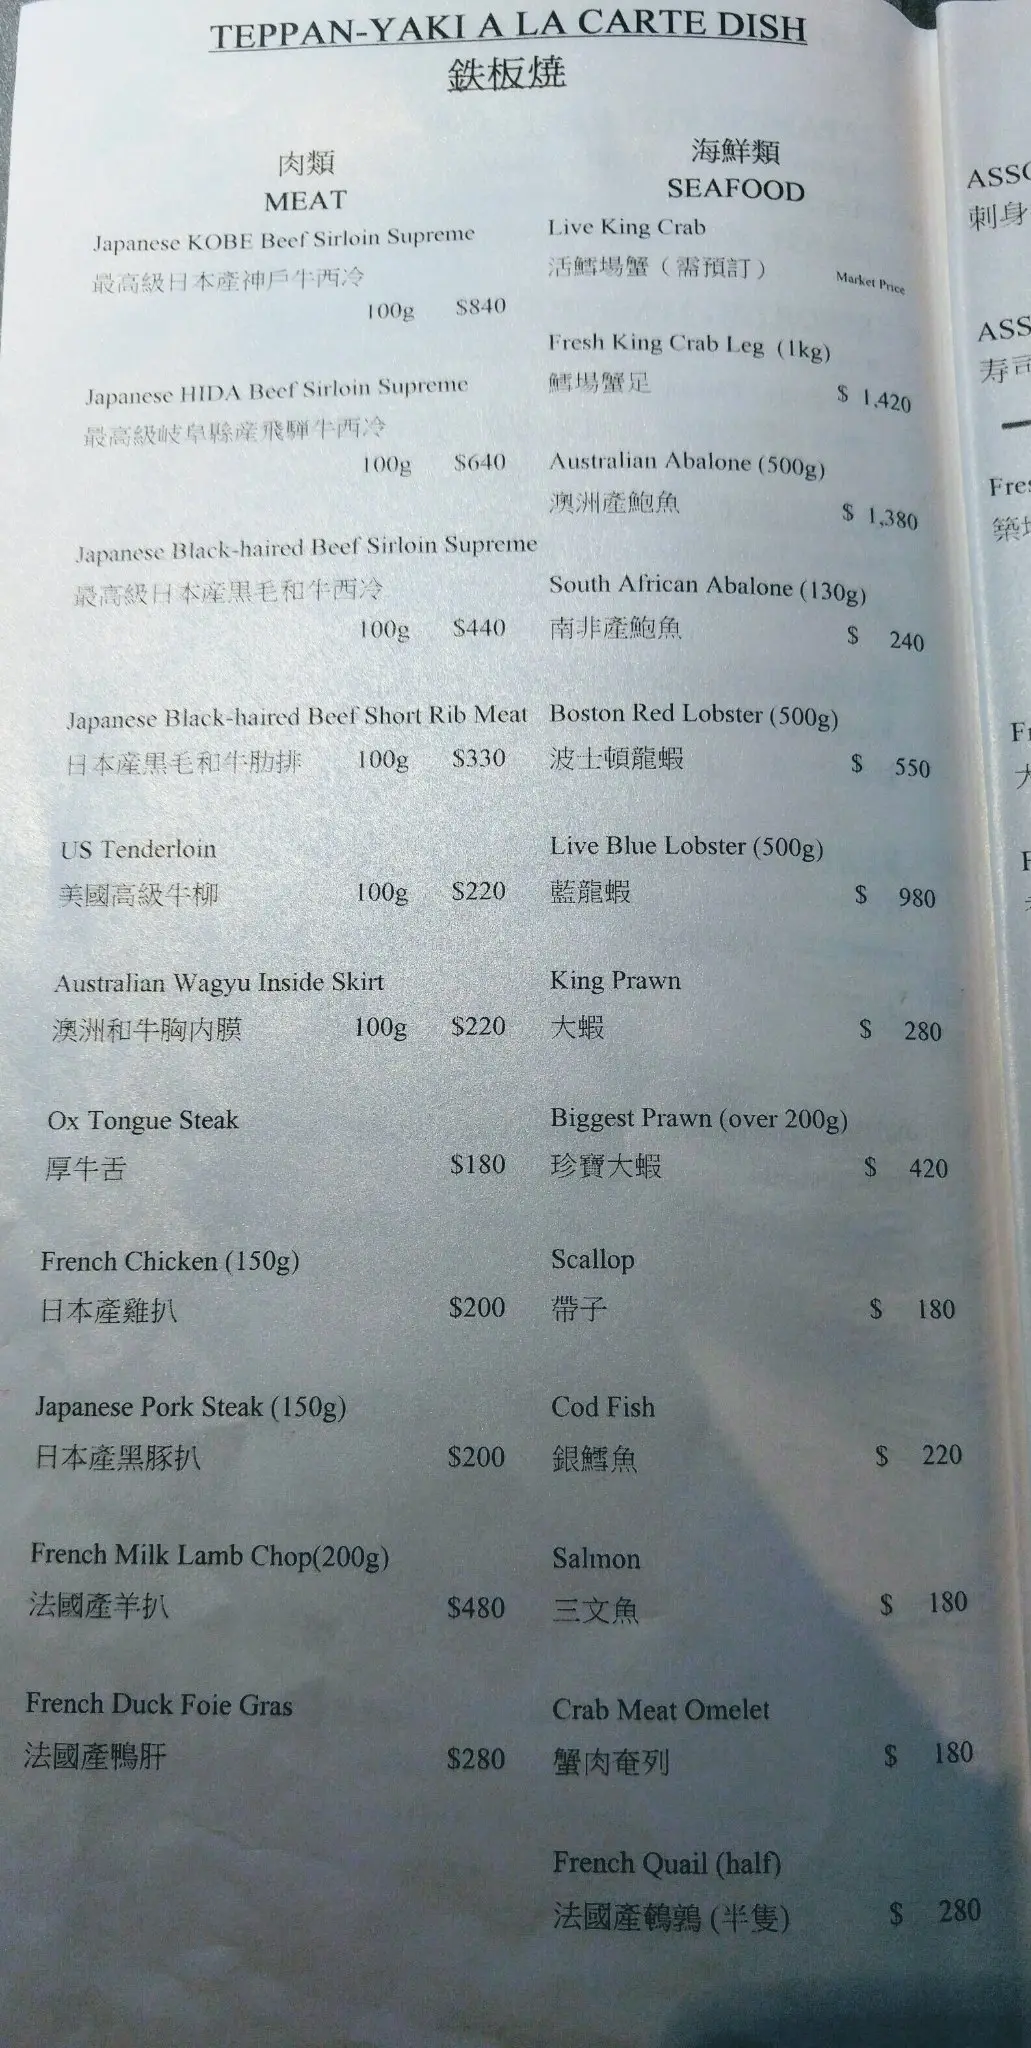 TEPPAN-YAKI A LA CARTE DISH
鉄板燒
肉類
MEAT
Japanese KOBE Beef Sirloin Supreme
最高級日本產神戶牛西冷
100g $840
Japanese HIDA Beef Sirloin Supreme
最高級岐阜縣産飛騨牛西冷
100g $640
Japanese Black-haired Beef Sirloin Supreme
最高級日本産黒毛和牛西冷
100g $440
Japanese Black-haired Beef Short Rib Meat
日本産黒毛和牛肋排 100g $330
US Tenderloin
美國高級牛柳 100g $220
Australian Wagyu Inside Skirt
澳洲和牛胸内膜 100g $220
Ox Tongue Steak
厚牛舌 $180
French Chicken (150g)
日本產雞扒 $200
Japanese Pork Steak (150g)
日本產黑豚扒 $200
French Milk Lamb Chop(200g)
法國產羊扒 $480
French Duck Foie Gras
法國產鴨肝 $280
海鮮類
SEAFOOD
Live King Crab
活鱈場蟹（需預訂） Market Price
Fresh King Crab Leg (1kg)
鱈場蟹足 $ 1,420
Australian Abalone (500g)
澳洲產鮑魚 $ 1,380
South African Abalone (130g)
南非產鮑魚 $ 240
Boston Red Lobster (500g)
波士頓龍蝦 $ 550
Live Blue Lobster (500g)
藍龍蝦 $ 980
King Prawn
大蝦 $ 280
Biggest Prawn (over 200g)
珍寶大蝦 $ 420
Scallop
帶子 $ 180
Cod Fish
銀鱈魚 $ 220
Salmon
三文魚 $ 180
Crab Meat Omelet
蟹肉奄列 $ 180
French Quail (half)
法國產鵪鶉 (半隻) $ 280
刺身
寿司